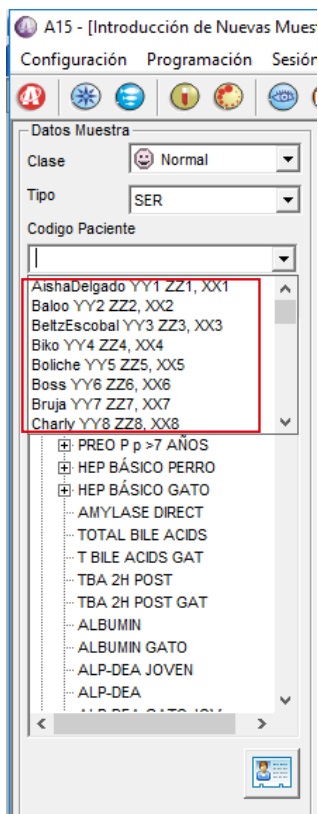 A15 - [Introducción de Nuevas Mues
Configuración Programación Sesión
Datos Muestra
Clase Normal
Tipo SER
Codigo Paciente
AishaDelgado YY1 ZZ1, XX1
Baloo YY2 ZZ2, XX2
BeltzEscobal YY3 ZZ3, XX3
Biko YY4 ZZ4, XX4
Boliche YY5 ZZ5, XX5
Boss YY6 ZZ6, XX6
Bruja YY7 ZZ7, XX7
Charly YY8 ZZ8, XX8
PREO P p >7 AÑOS
HEP BÁSICO PERRO
HEP BÁSICO GATO
AMYLASE DIRECT
TOTAL BILE ACIDS
T BILE ACIDS GAT
TBA 2H POST
TBA 2H POST GAT
ALBUMIN
ALBUMIN GATO
ALP-DEA JOVEN
ALP-DEA